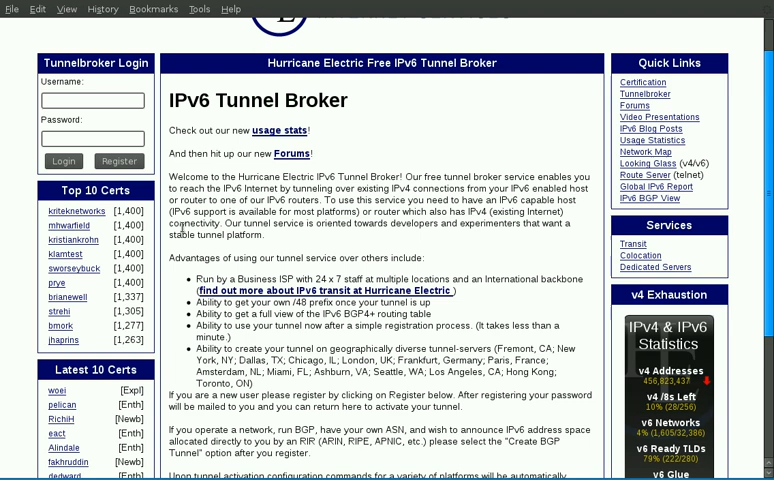 File Edit View History Bookmarks Tools Help
Tunnelbroker Login
Username:
Password:
Login Register
Top 10 Certs
kriteknetworks [1,400]
mhwarfield [1,400]
kristiankrohn [1,400]
klamtest [1,400]
sworseybuck [1,400]
prye [1,400]
brianewell [1,337]
strehi [1,305]
bmork [1,277]
jhaprins [1,263]
Latest 10 Certs
woei [Expl]
pelican [Enth]
RichiH [Newb]
eact [Enth]
Alindale [Enth]
fakhruddin [Newb]
dedward [Enth]
Hurricane Electric Free IPv6 Tunnel Broker
IPv6 Tunnel Broker
Check out our new usage stats!
And then hit up our new Forums!
Welcome to the Hurricane Electric IPv6 Tunnel Broker! Our free tunnel broker service enables you
to reach the IPv6 Internet by tunneling over existing IPv4 connections from your IPv6 enabled host
or router to one of our IPv6 routers. To use this service you need to have an IPv6 capable host
(IPv6 support is available for most platforms) or router which also has IPv4 (existing Internet)
connectivity. Our tunnel service is oriented towards developers and experimenters that want a
stable tunnel platform.
Advantages of using our tunnel service over others include:
Run by a Business ISP with 24 x 7 staff at multiple locations and an International backbone
(find out more about IPv6 transit at Hurricane Electric )
Ability to get your own /48 prefix once your tunnel is up
Ability to get a full view of the IPv6 BGP4+ routing table
Ability to use your tunnel now after a simple registration process. (It takes less than a
minute.)
Ability to create your tunnel on geographically diverse tunnel-servers (Fremont, CA; New
York, NY; Dallas, TX; Chicago, IL; London, UK; Frankfurt, Germany; Paris, France;
Amsterdam, NL; Miami, FL; Ashburn, VA; Seattle, WA; Los Angeles, CA; Hong Kong;
Toronto, ON)
If you are a new user please register by clicking on Register below. After registering your password
will be mailed to you and you can return here to activate your tunnel.
If you operate a network, run BGP, have your own ASN, and wish to announce IPv6 address space
allocated directly to you by an RIR (ARIN, RIPE, APNIC, etc.) please select the "Create BGP
Tunnel" option after you register.
Upon tunnel activation configuration commands for a variety of platforms will be automatically
Quick Links
Certification
Tunnelbroker
Forums
Video Presentations
IPv6 Blog Posts
Usage Statistics
Network Map
Looking Glass (v4/v6)
Route Server (telnet)
Global IPv6 Report
IPv6 BGP View
Services
Transit
Colocation
Dedicated Servers
v4 Exhaustion
IPv4 & IPv6
Statistics
v4 Addresses
456,823,437
v4 /8s Left
10% (28/256)
v6 Networks
4% (1,605/32,386)
v6 Ready TLDs
79% (222/280)
v6 Glue